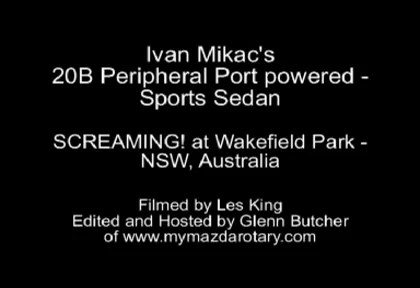 Ivan Mikac's
20B Peripheral Port powered -
Sports Sedan
SCREAMING! at Wakefield Park -
NSW, Australia
Filmed by Les King
Edited and Hosted by Glenn Butcher
of www.mymazdarotary.com